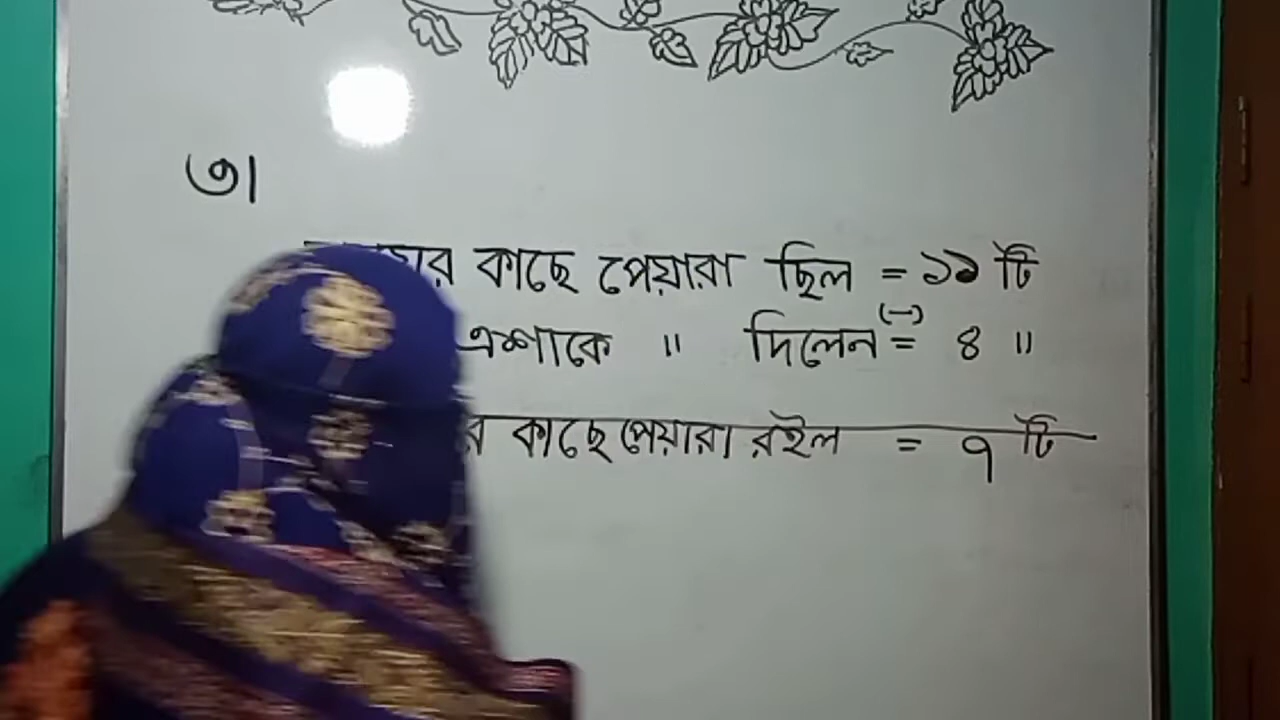 ৩।
কাছে পেয়ারা ছিল = ১১ টি
এশাকে " দিলেন (-) = ৪ "
কাছে পেয়ারা রইল = ৭ টি